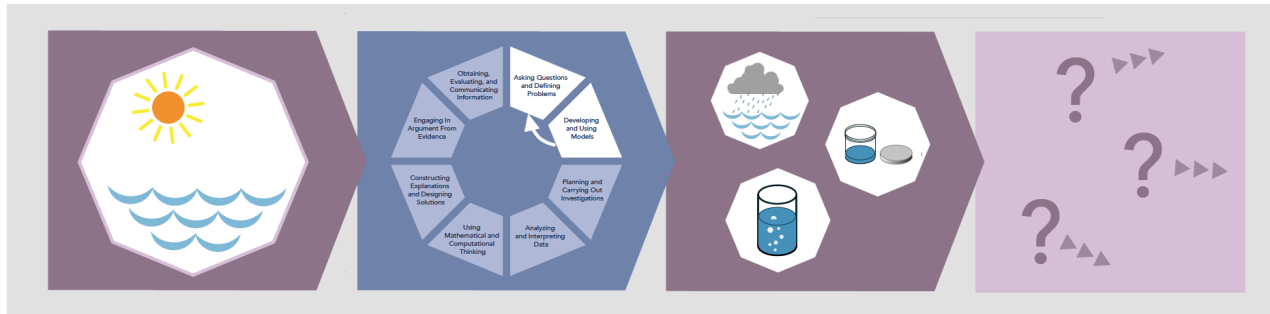 Asking Questions
and Defining
Problems
Developing
and Using
Models
Planning and
Carrying Out
Investigations
Analyzing
and Interpreting
Data
Using
Mathematical and
Computational
Thinking
Constructing
Explanations
and Designing
Solutions
Engaging In
Argument From
Evidence
Obtaining,
Evaluating, and
Communicating
Information
?
?
?